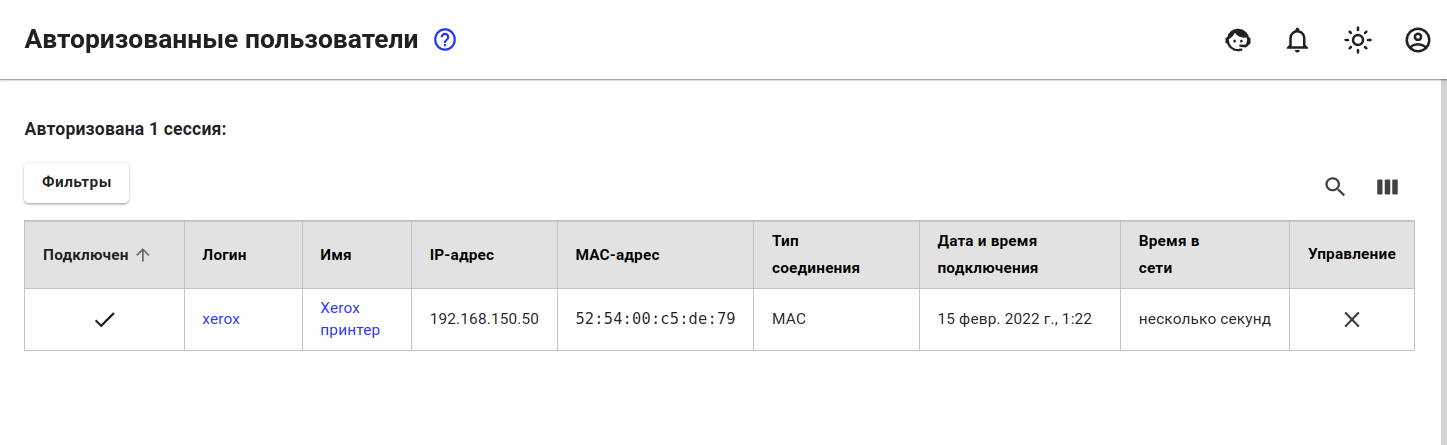 Авторизованные пользователи
Авторизована 1 сессия:
Фильтры
Подключен Логин Имя IP-адрес MAC-адрес Тип соединения Дата и время подключения Время в сети Управление
xerox Xerox принтер 192.168.150.50 52:54:00:c5:de:79 MAC 15 февр. 2022 г., 1:22 несколько секунд